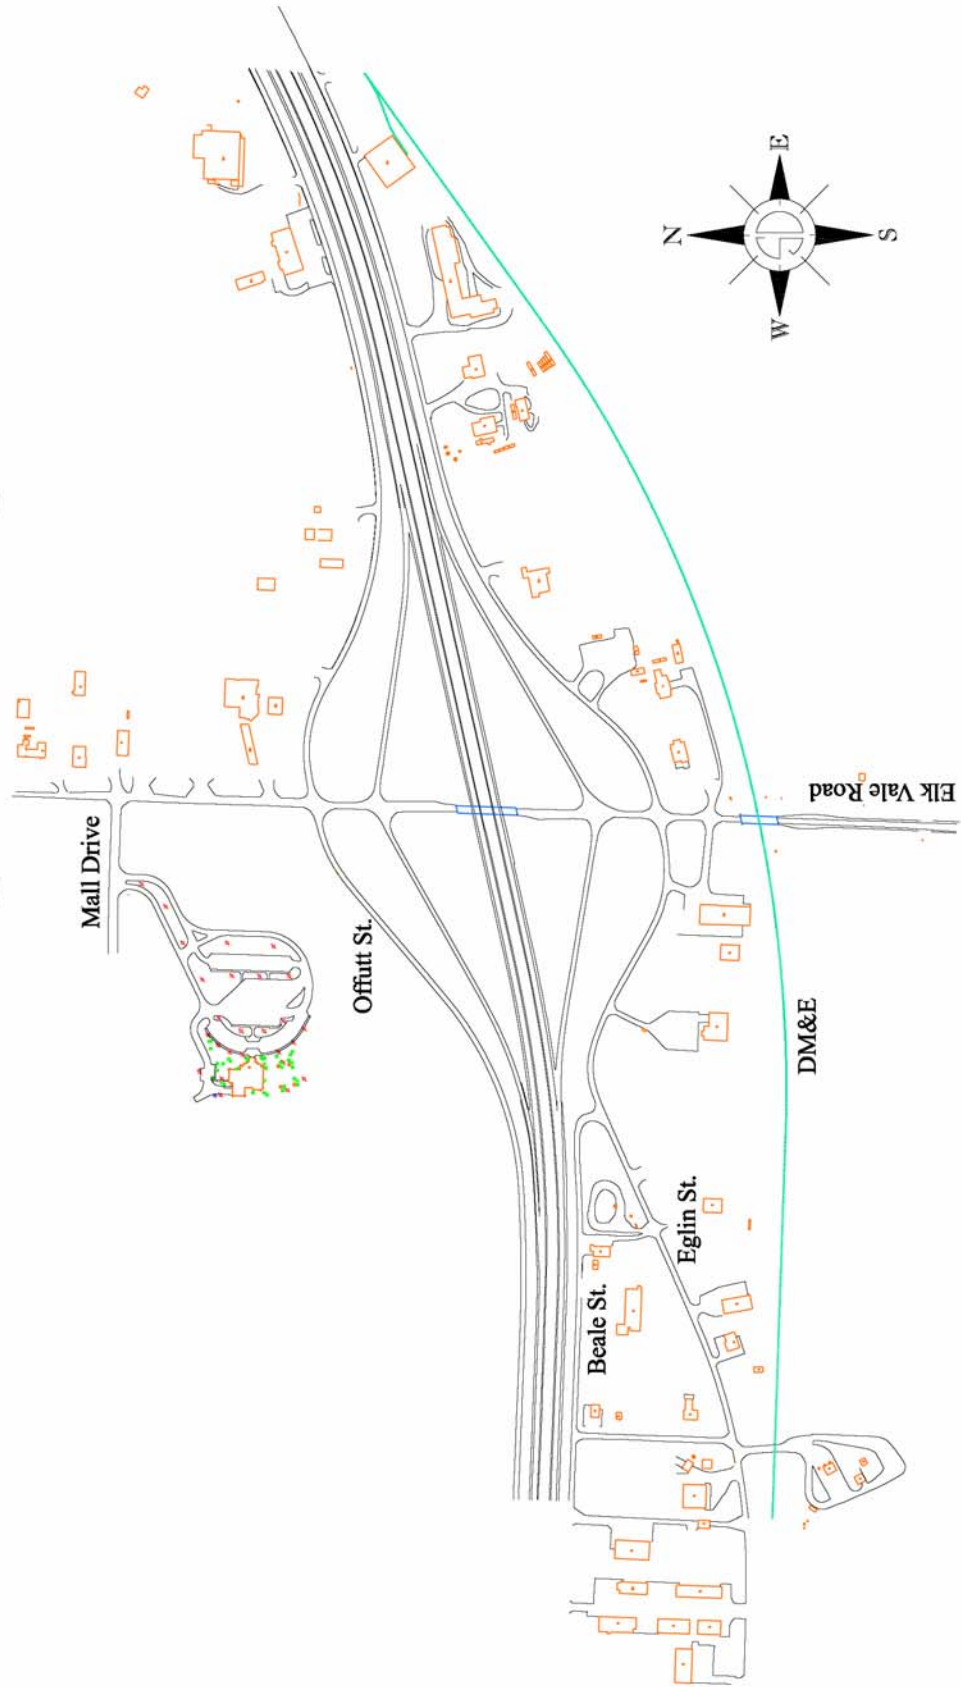 Mall Drive
Offutt St.
Beale St.
Eglin St.
DM&E
Elk Vale Road
N
E
S
W